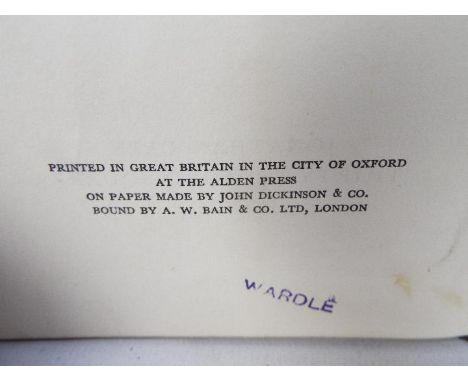 PRINTED IN GREAT BRITAIN IN THE CITY OF OXFORD
AT THE ALDEN PRESS
ON PAPER MADE BY JOHN DICKINSON & CO.
BOUND BY A. W. BAIN & CO. LTD, LONDON
WARDLE